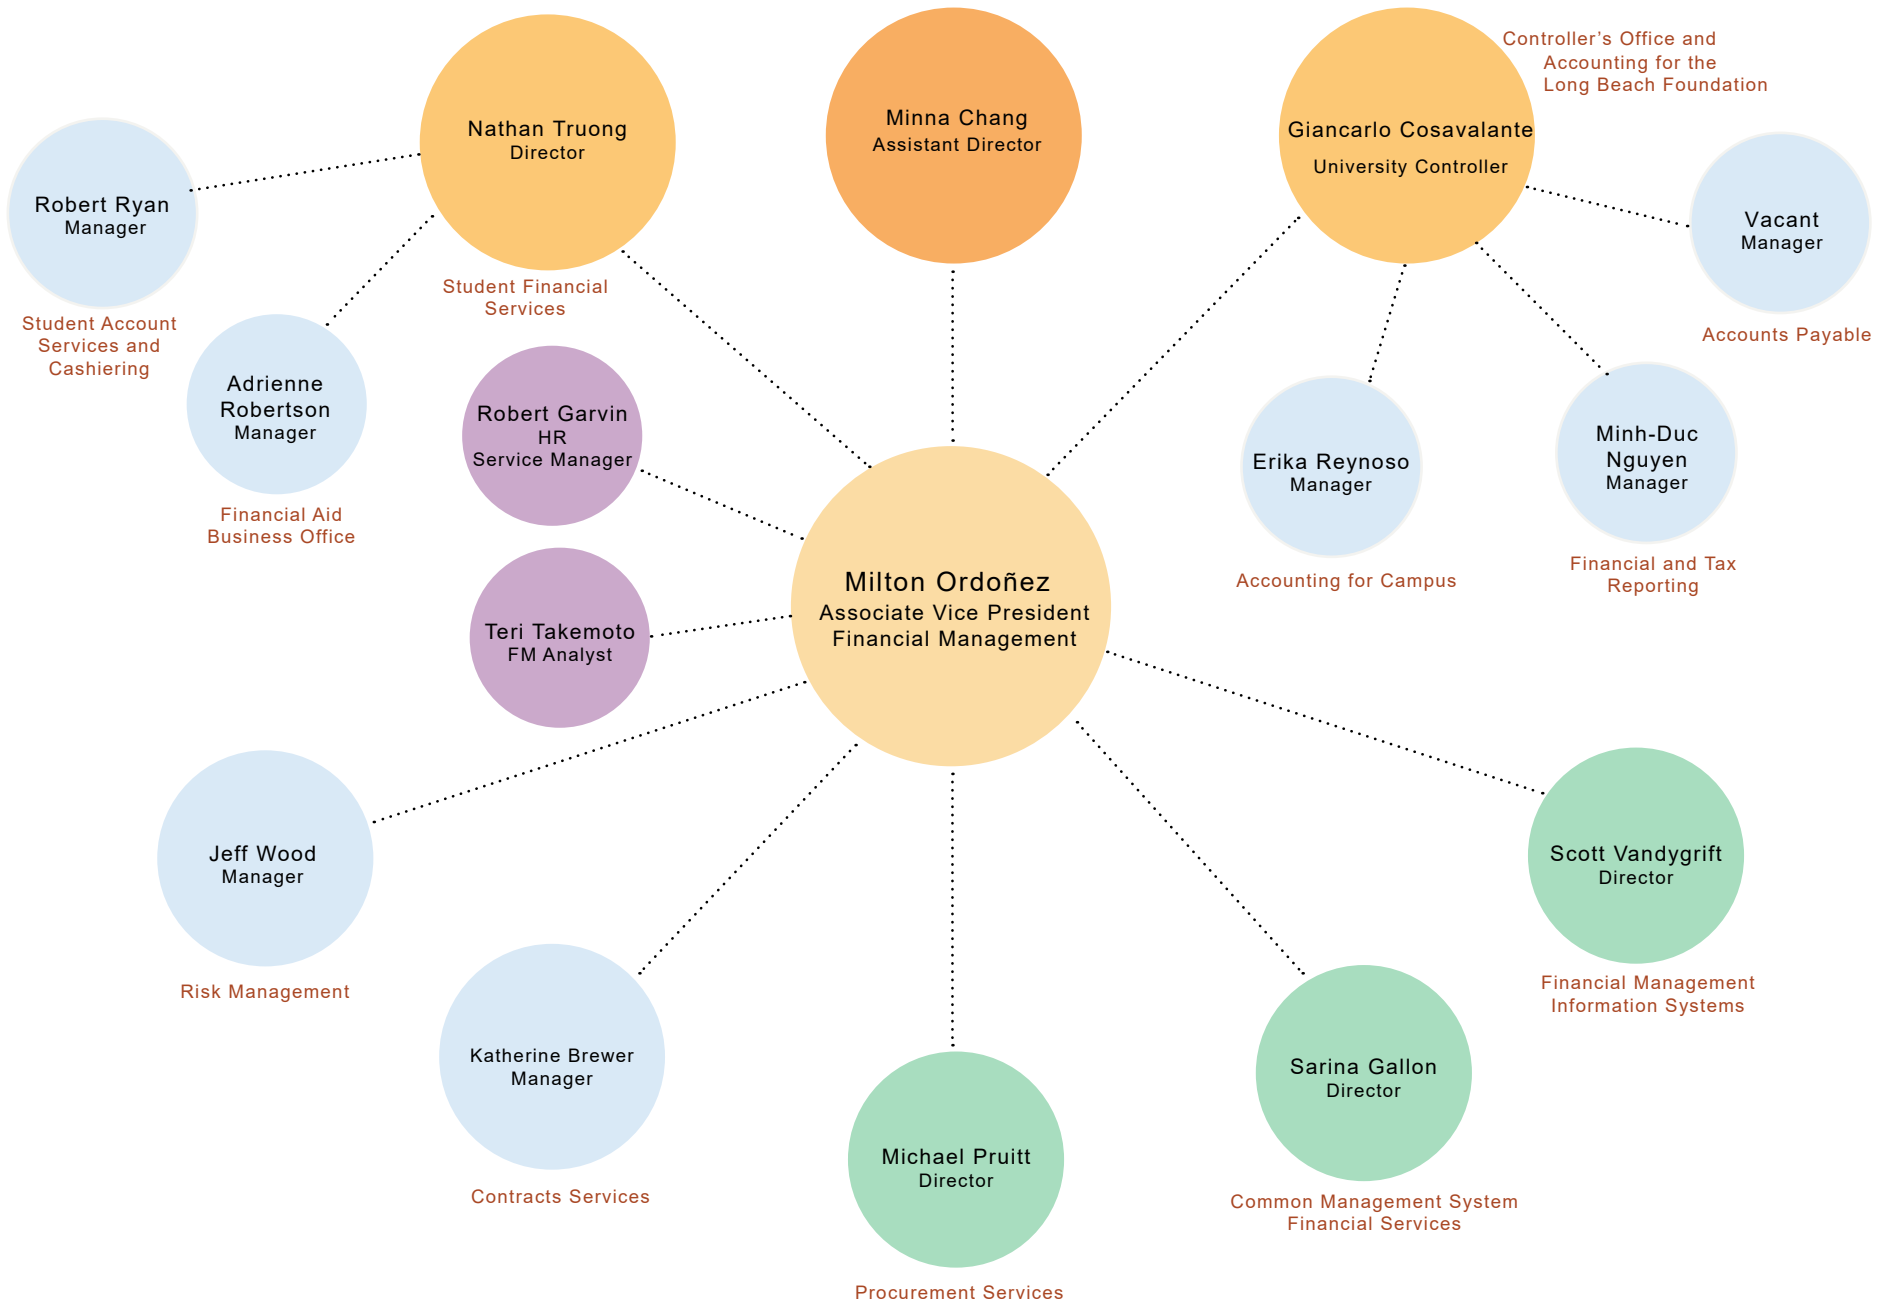 Controller’s Office and
Accounting for the
Long Beach Foundation
Nathan Truong
Director
Student Financial
Services
Minna Chang
Assistant Director
Giancarlo Cosavalante
University Controller
Robert Ryan
Manager
Student Account
Services and
Cashiering
Vacant
Manager
Accounts Payable
Adrienne
Robertson
Manager
Financial Aid
Business Office
Robert Garvin
HR
Service Manager
Erika Reynoso
Manager
Accounting for Campus
Minh-Duc
Nguyen
Manager
Financial and Tax
Reporting
Milton Ordoñez
Associate Vice President
Financial Management
Teri Takemoto
FM Analyst
Jeff Wood
Manager
Risk Management
Scott Vandygrift
Director
Financial Management
Information Systems
Katherine Brewer
Manager
Contracts Services
Sarina Gallon
Director
Common Management System
Financial Services
Michael Pruitt
Director
Procurement Services